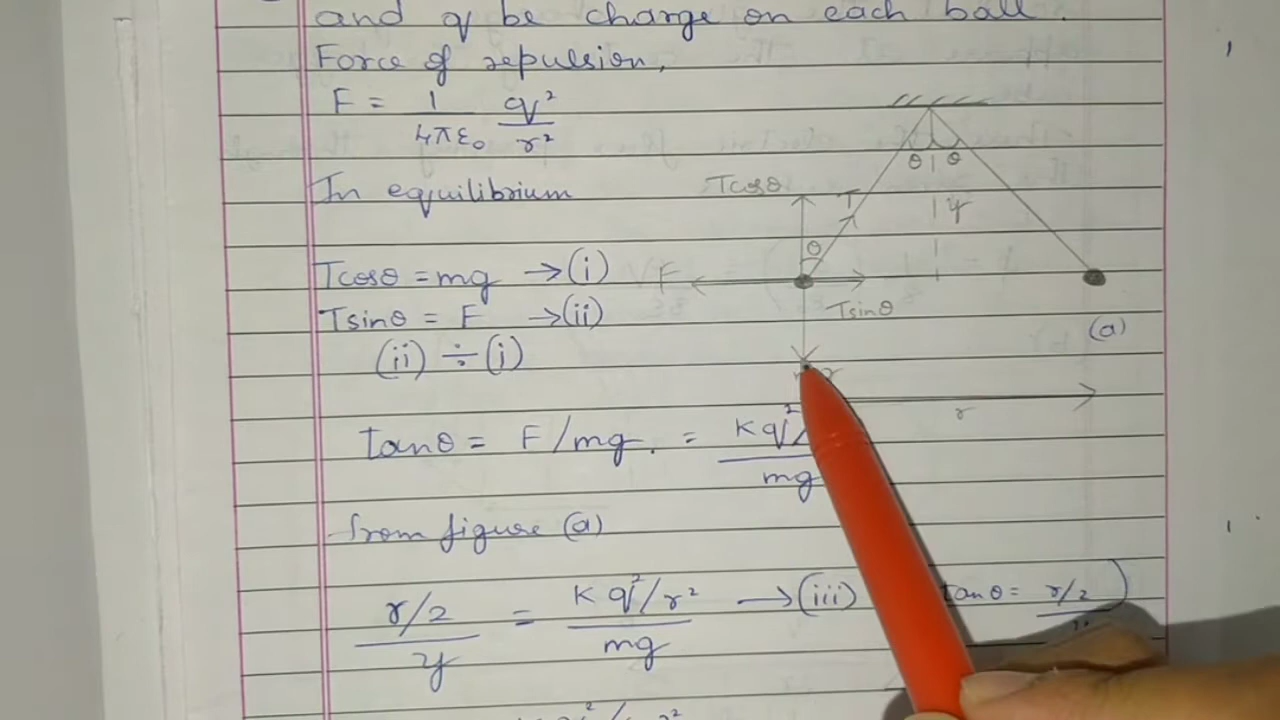 and q be charge on each ball.
Force of repulsion,
F = 1/4πε₀ q²/r²
In equilibrium
Tcosθ = mg → (i)
Tsinθ = F → (ii)
(ii) ÷ (i)
tanθ = F/mg. = Kq²/ / mg
from figure (a)
r/2 / y = Kq²/r² / mg → (iii) tanθ = r/2 / )
θ θ
Tcosθ
T
y
θ
F
Tsinθ
(a)
r